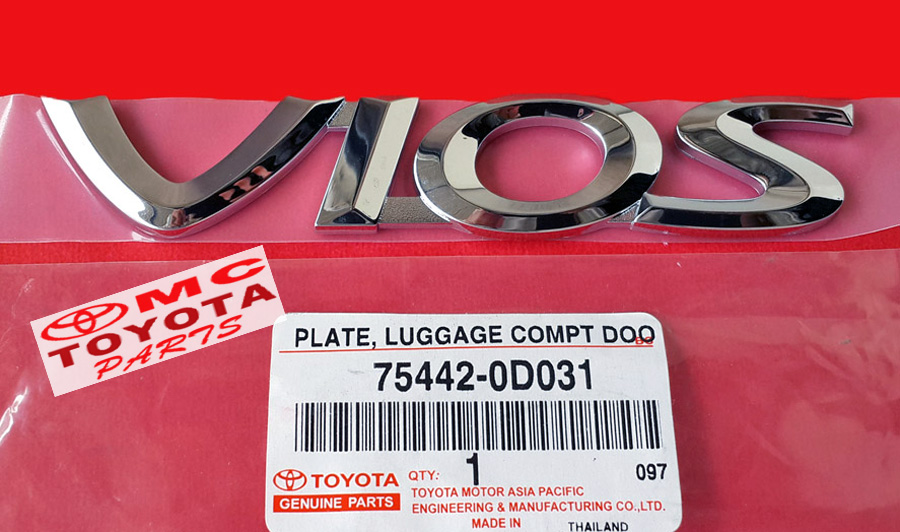 VIOS
MC
TOYOTA
PARTS
PLATE, LUGGAGE COMPT DOO
75442-0D031
TOYOTA
GENUINE PARTS
QTY: 1
097
TOYOTA MOTOR ASIA PACIFIC
ENGINEERING & MANUFACTURING CO.,LTD.
MADE IN THAILAND